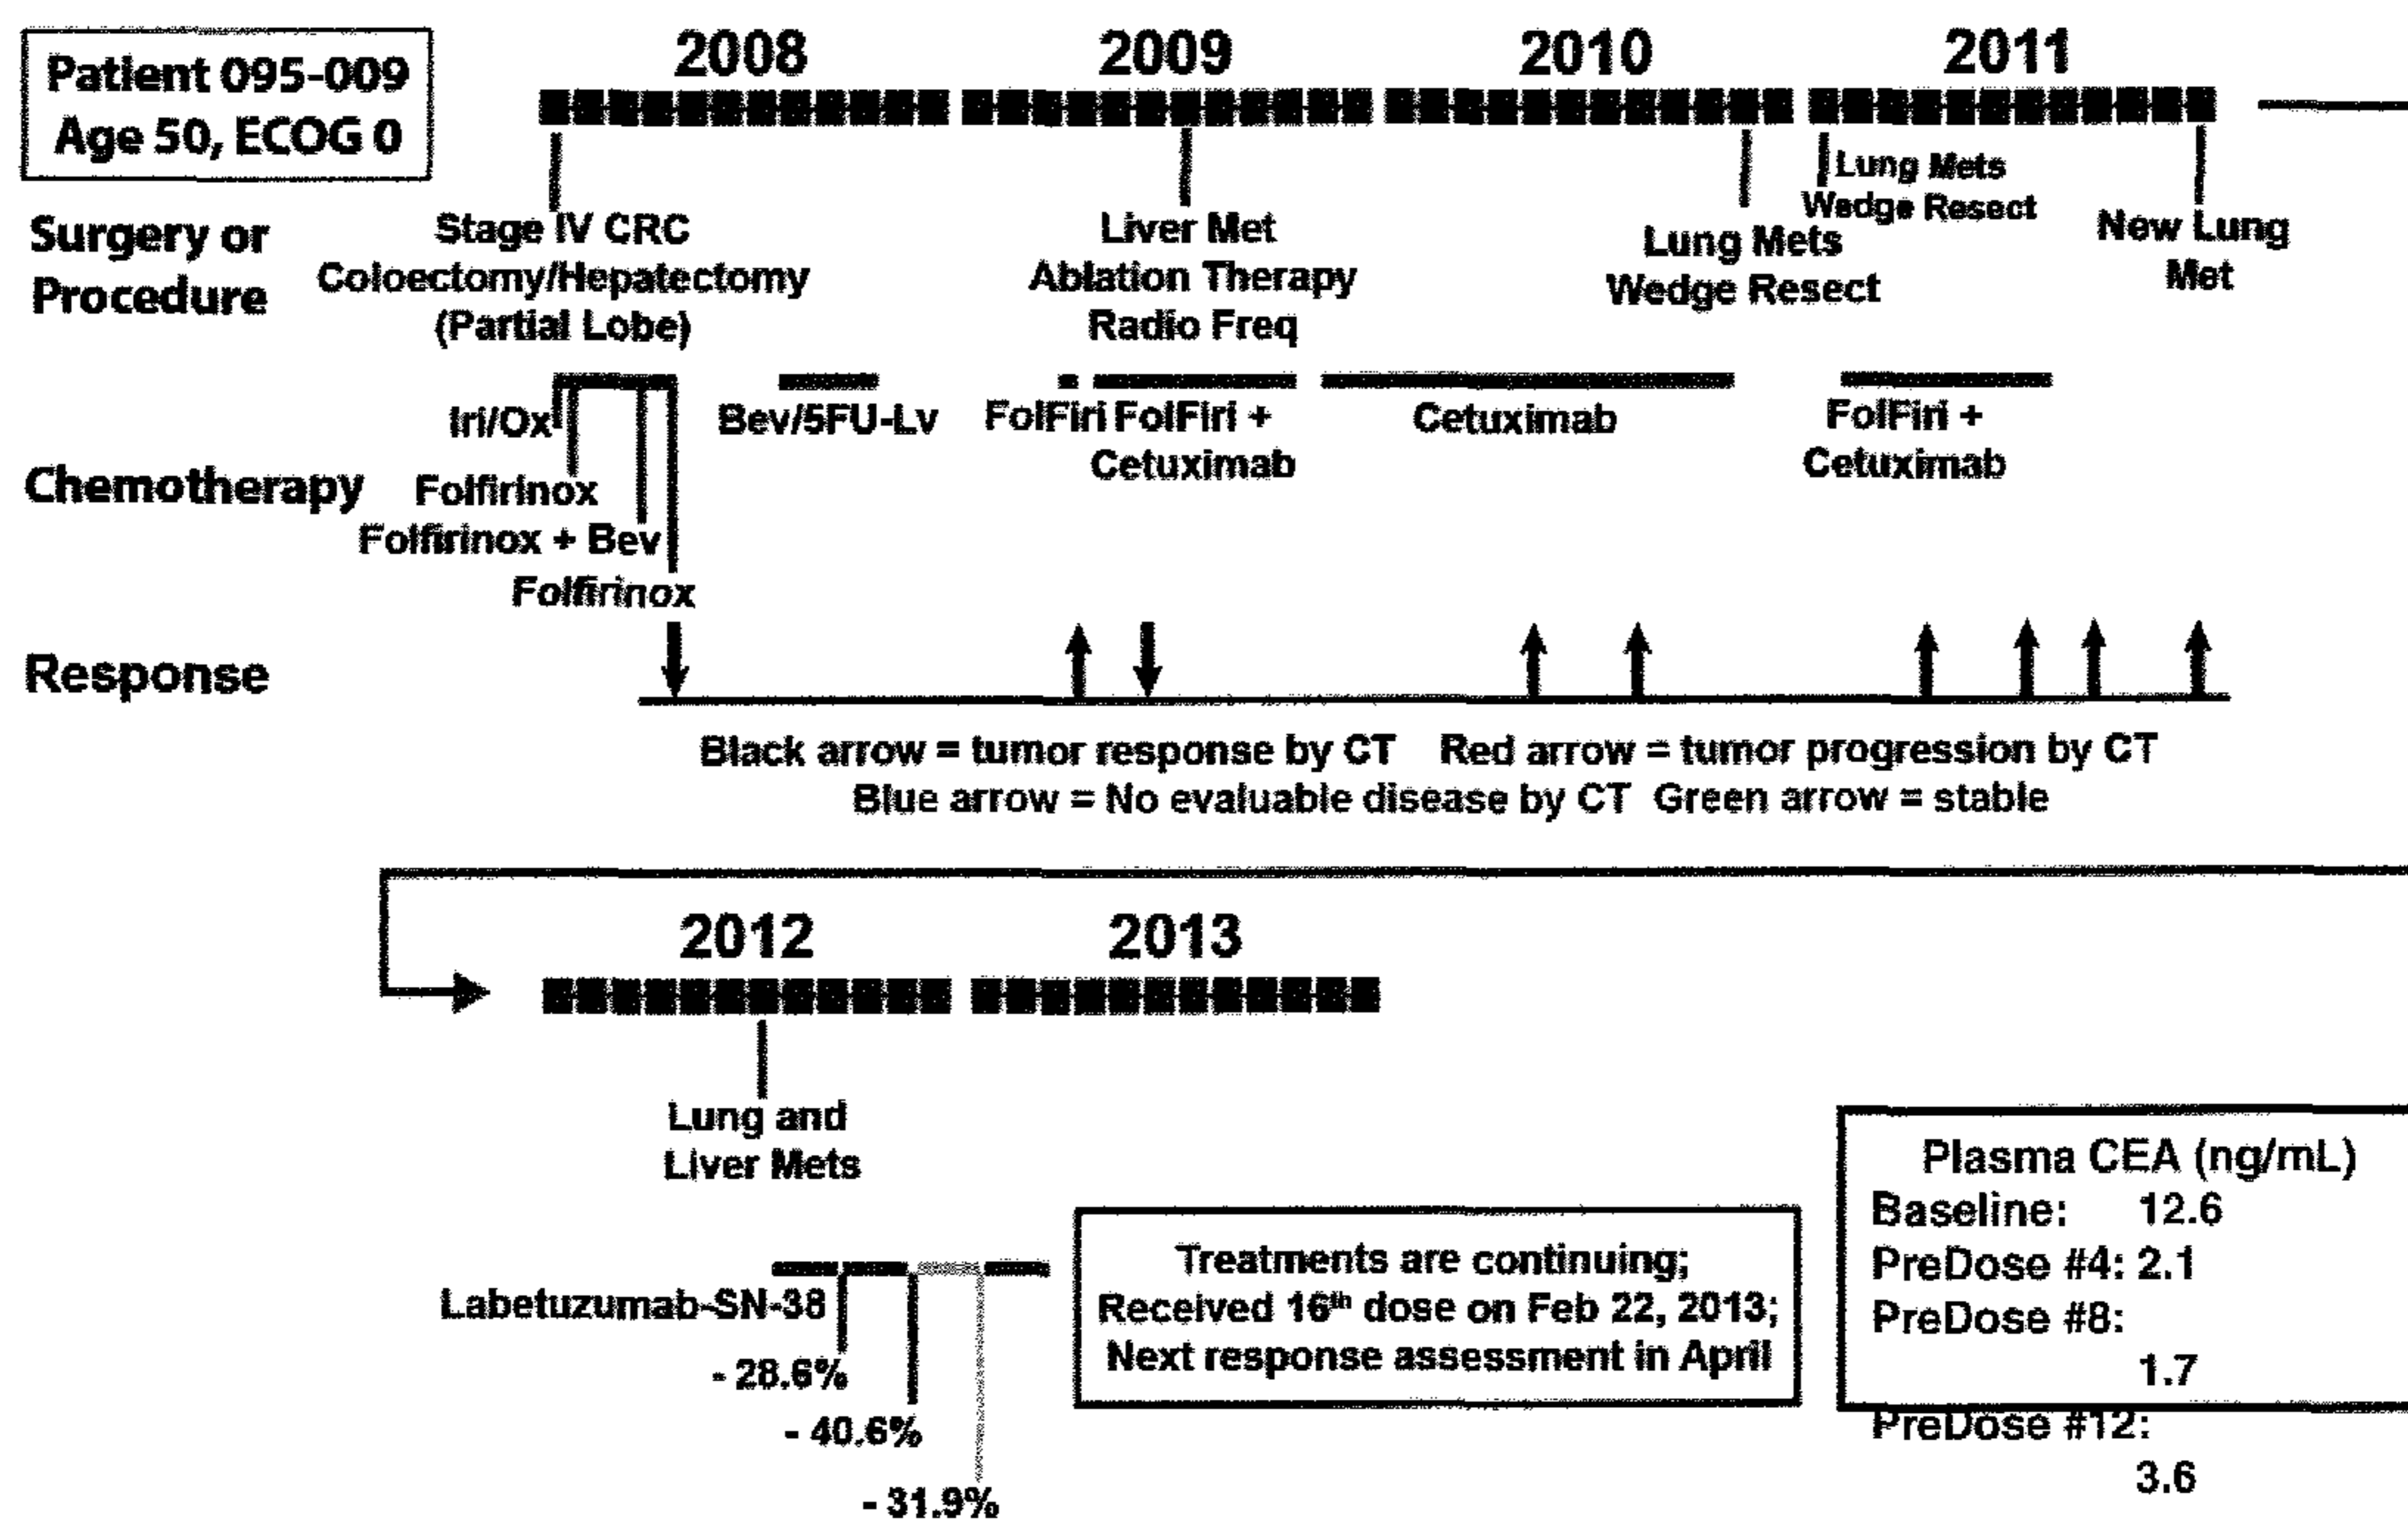 Patient 095-009
Age 50, ECOG 0
2008
2009
2010
2011
Surgery or
Procedure
Stage IV CRC
Coloectomy/Hepatectomy
(Partial Lobe)
Liver Met
Ablation Therapy
Radio Freq
Lung Mets
Wedge Resect
Lung Mets
Wedge Resect
New Lung
Met
Chemotherapy
Iri/Ox
Folfirinox
Folfirinox + Bev
Folfirinox
Bev/5FU-Lv
FolFiri
FolFiri +
Cetuximab
Cetuximab
FolFiri +
Cetuximab
Response
Black arrow = tumor response by CT
Red arrow = tumor progression by CT
Blue arrow = No evaluable disease by CT
Green arrow = stable
2012
2013
Lung and
Liver Mets
Labetuzumab-SN-38
- 28.6%
- 40.6%
- 31.9%
Treatments are continuing;
Received 16th dose on Feb 22, 2013;
Next response assessment in April
Plasma CEA (ng/mL)
Baseline: 12.6
PreDose #4: 2.1
PreDose #8:
1.7
PreDose #12:
3.6